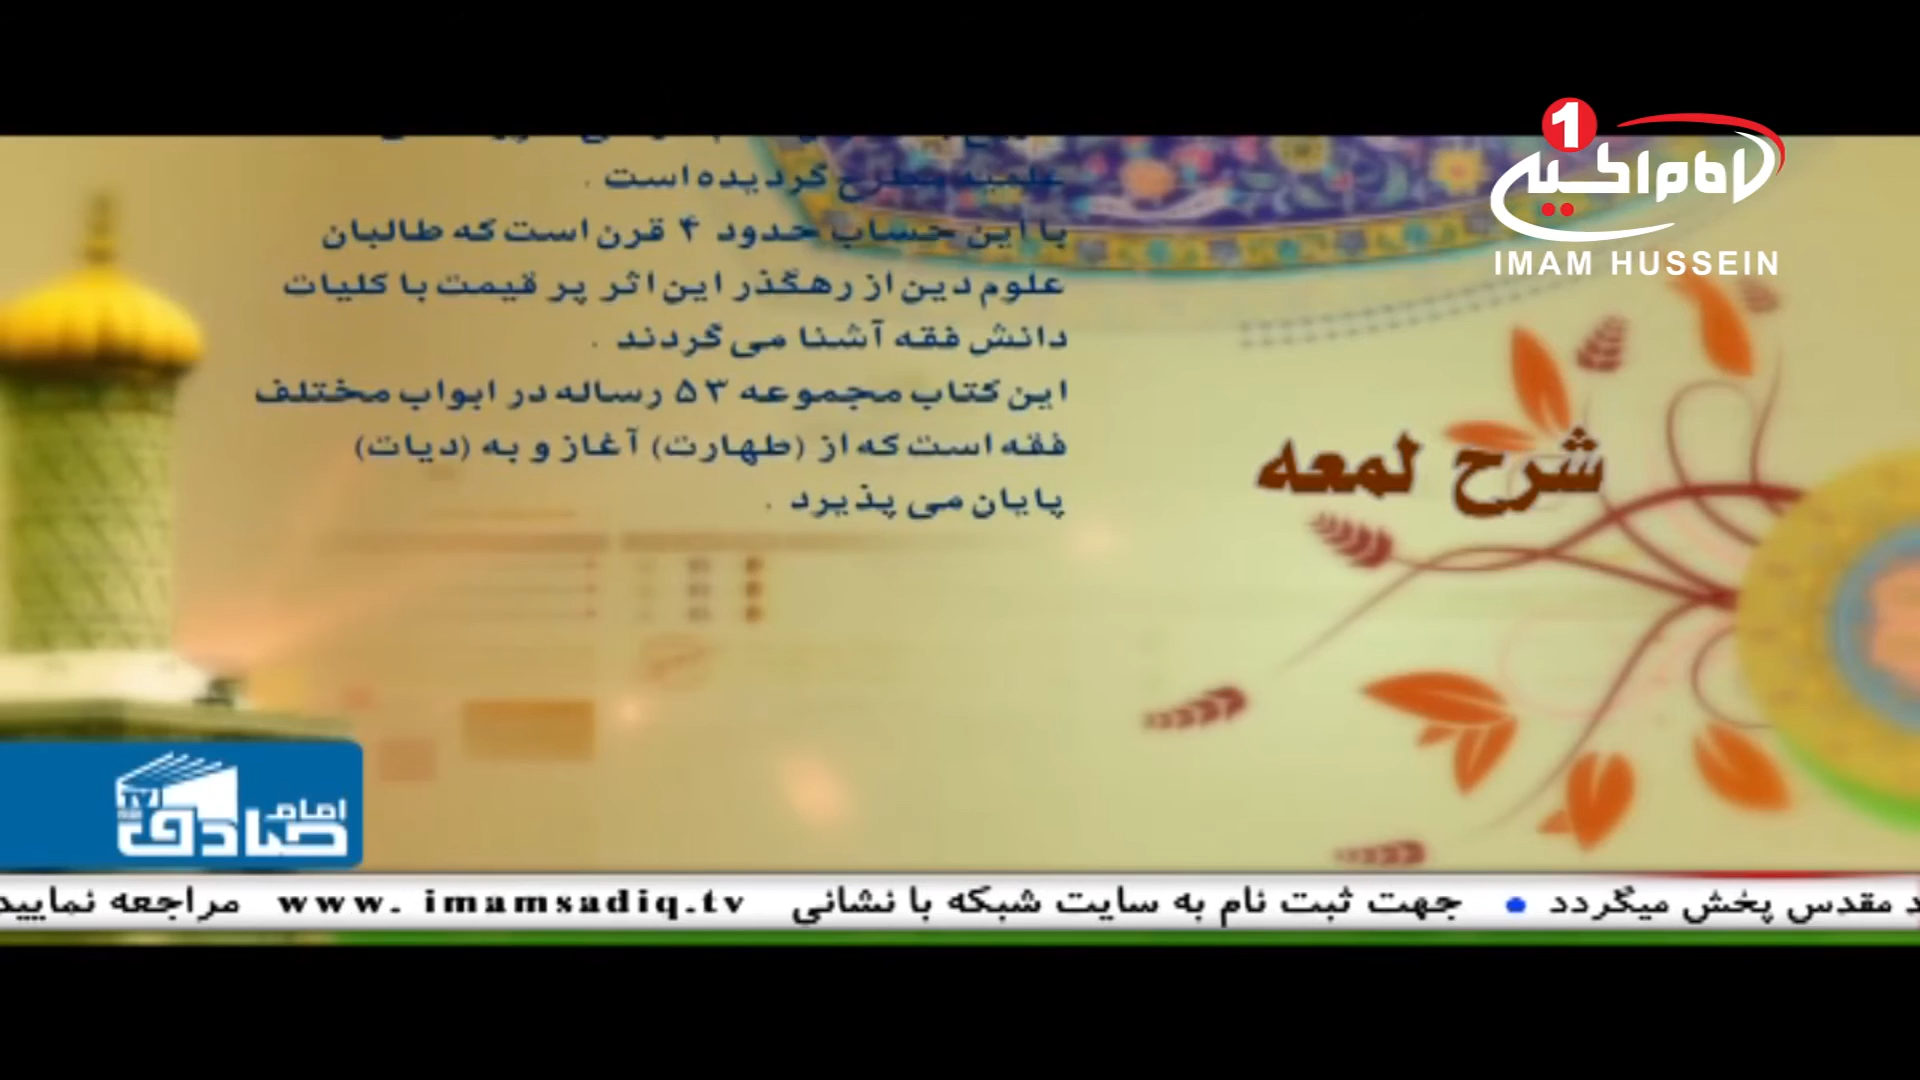 علمیه مطرح گردیده است .
با این حساب حدود ۴ قرن است که طالبان
علوم دین از رهگذر این اثر پر قیمت با کلیات
دانش فقه آشنا می گردند .
این کتاب مجموعه ۵۳ رساله در ابواب مختلف
فقه است که از (طهارت) آغاز و به (دیات)
پایان می پذیرد .
شرح لمعه
1
IMAM HUSSEIN
TV
امام
صادق
مقدس پخش میگردد • جهت ثبت نام به سایت شبکه با نشانی www. imamsadiq.tv مراجعه نمایید